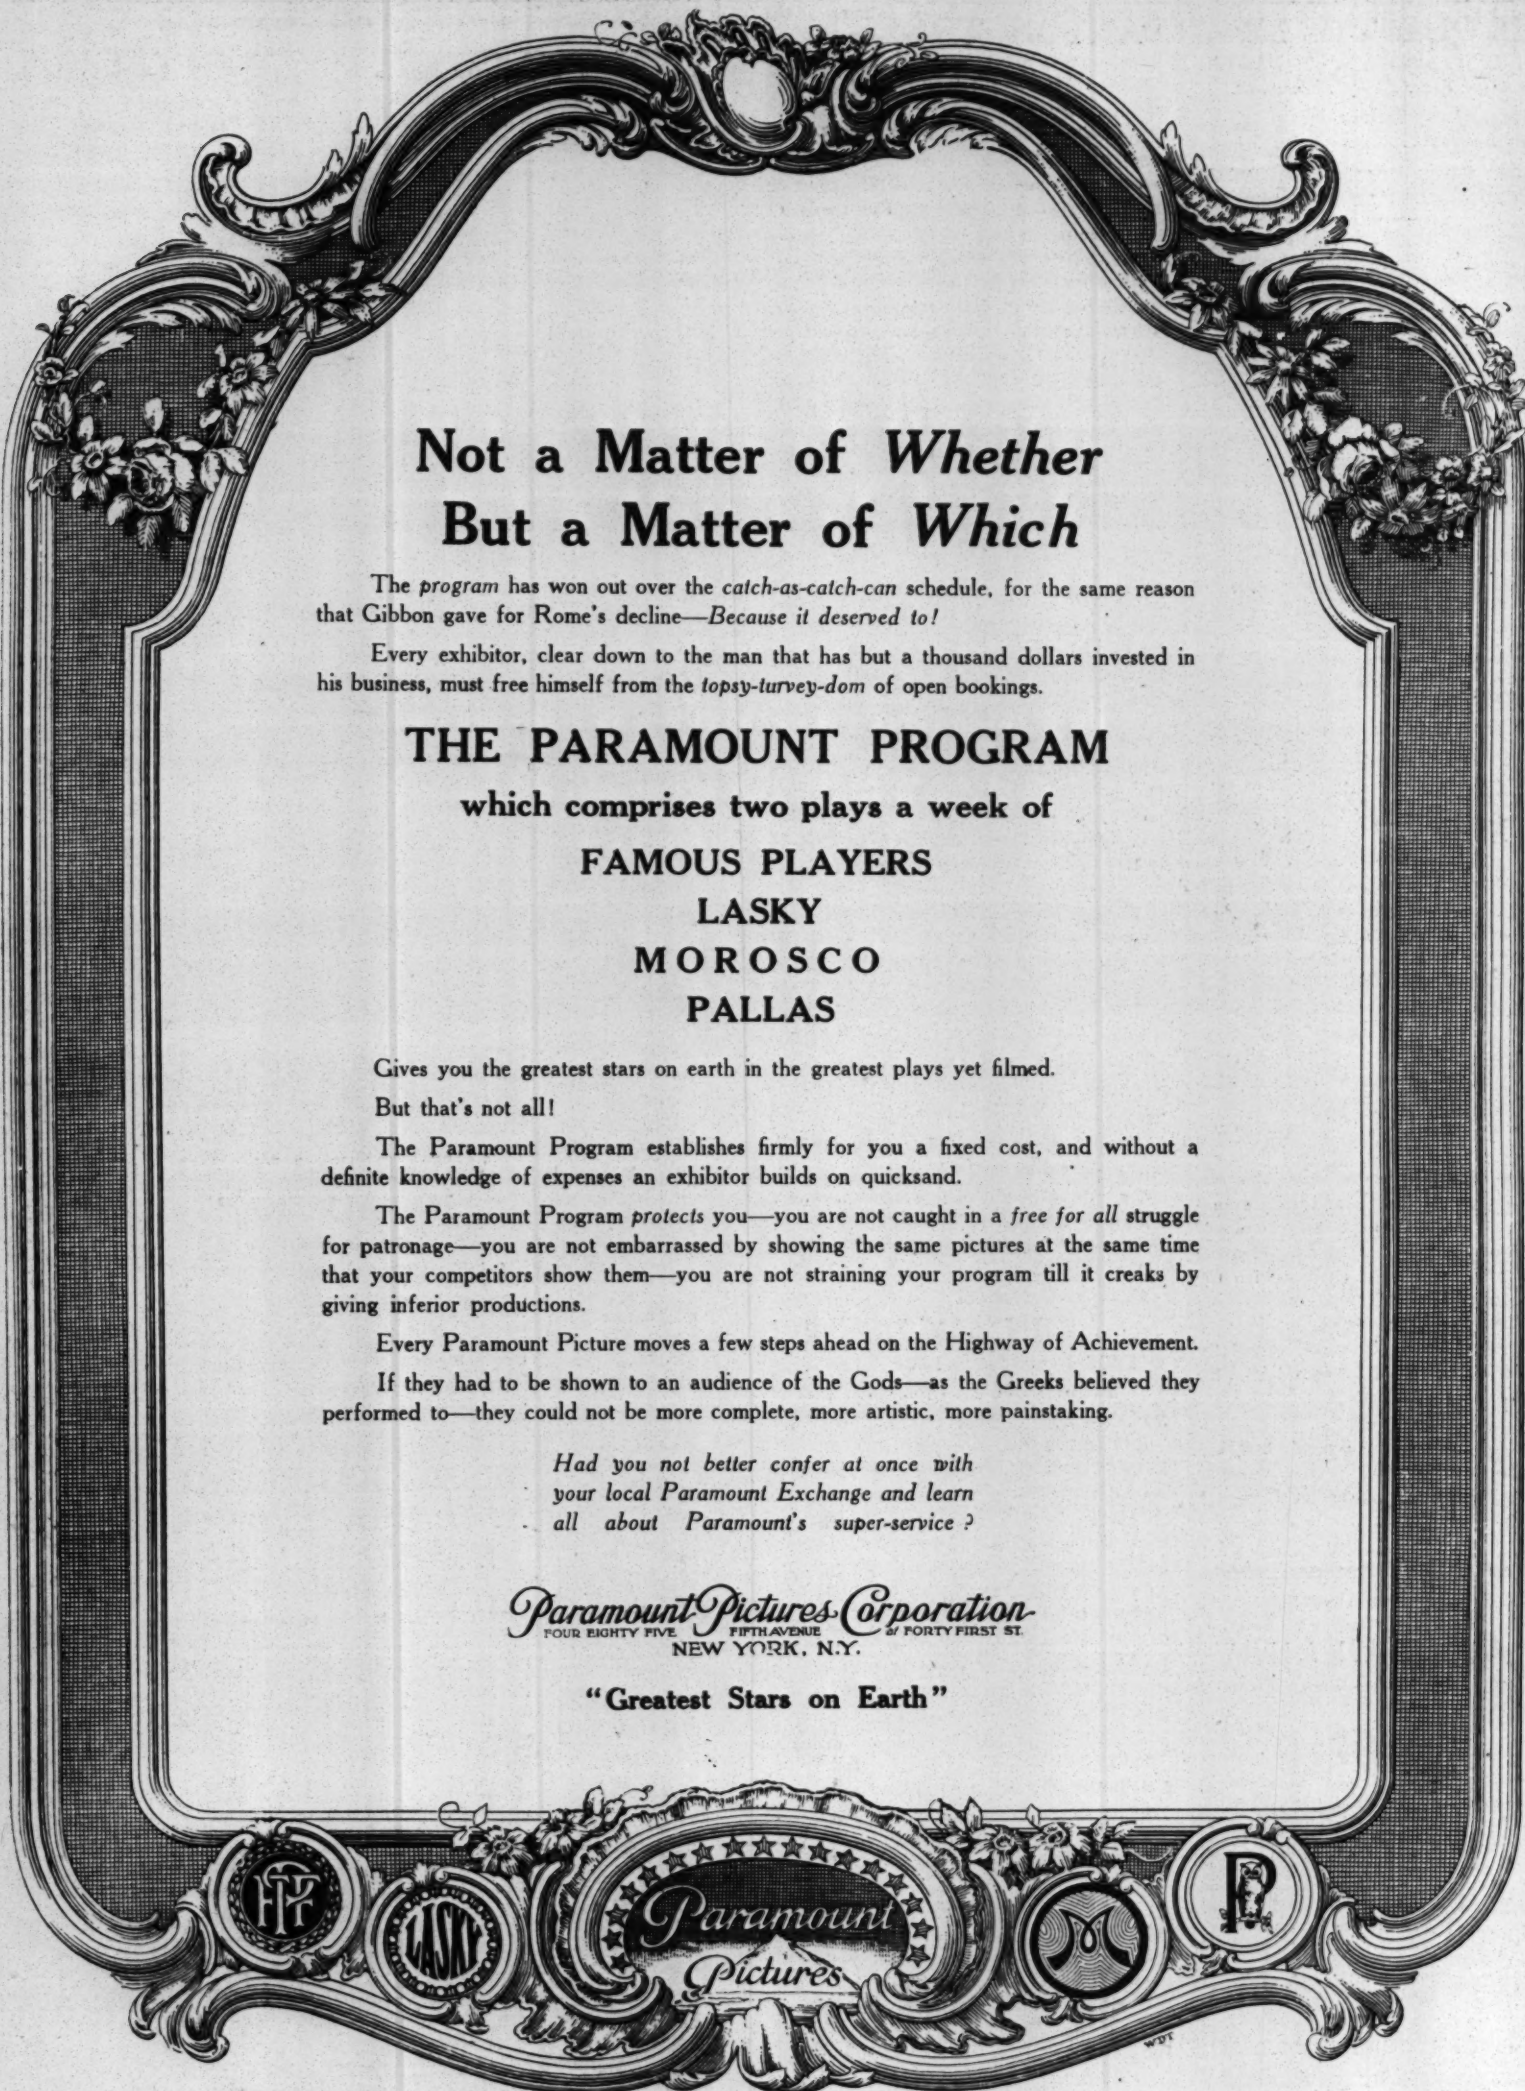 Not a Matter of Whether
But a Matter of Which
The program has won out over the catch-as-catch-can schedule, for the same reason
that Gibbon gave for Rome's decline—Because it deserved to!
Every exhibitor, clear down to the man that has but a thousand dollars invested in
his business, must free himself from the topsy-turvey-dom of open bookings.
THE PARAMOUNT PROGRAM
which comprises two plays a week of
FAMOUS PLAYERS
LASKY
MOROSCO
PALLAS
Gives you the greatest stars on earth in the greatest plays yet filmed.
But that's not all!
The Paramount Program establishes firmly for you a fixed cost, and without a
definite knowledge of expenses an exhibitor builds on quicksand.
The Paramount Program protects you—you are not caught in a free for all struggle
for patronage—you are not embarrassed by showing the same pictures at the same time
that your competitors show them—you are not straining your program till it creaks by
giving inferior productions.
Every Paramount Picture moves a few steps ahead on the Highway of Achievement.
If they had to be shown to an audience of the Gods—as the Greeks believed they
performed to—they could not be more complete, more artistic, more painstaking.
Had you not better confer at once with
your local Paramount Exchange and learn
all about Paramount's super-service?
Paramount Pictures Corporation
FOUR EIGHTY FIVE FIFTH AVENUE at FORTY FIRST ST.
NEW YORK, N.Y.
"Greatest Stars on Earth"
LASKY
Paramount
Pictures
M
P
WDT